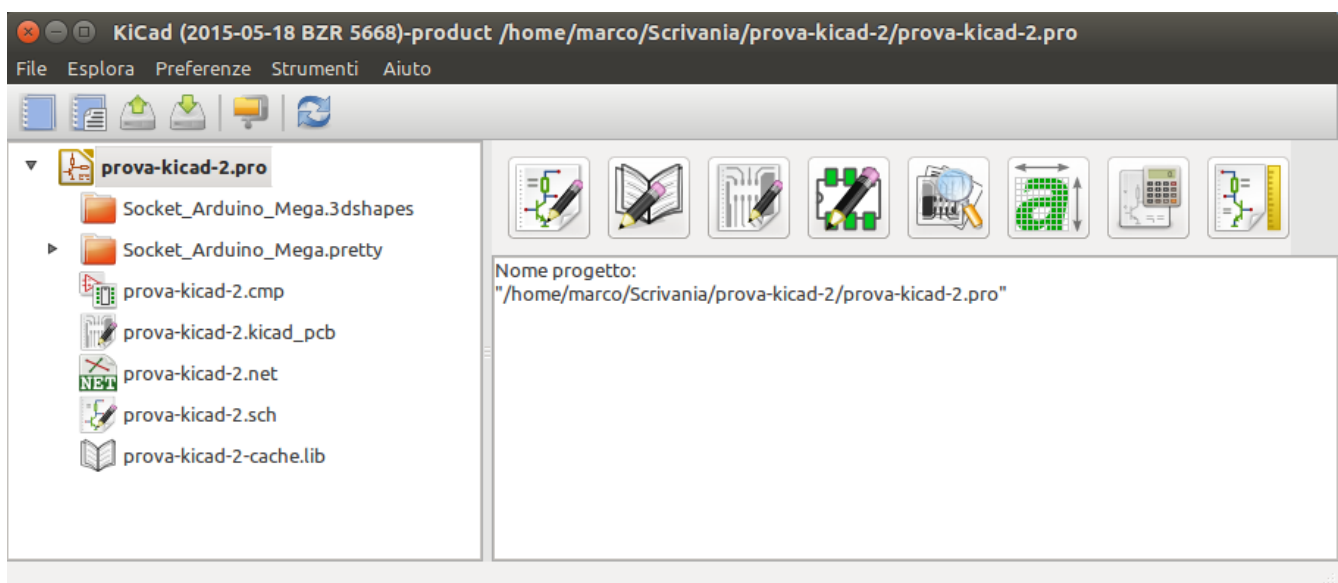 KiCad (2015-05-18 BZR 5668)-product /home/marco/Scrivania/prova-kicad-2/prova-kicad-2.pro
File Esplora Preferenze Strumenti Aiuto
prova-kicad-2.pro
Socket_Arduino_Mega.3dshapes
Socket_Arduino_Mega.pretty
prova-kicad-2.cmp
prova-kicad-2.kicad_pcb
NET prova-kicad-2.net
prova-kicad-2.sch
prova-kicad-2-cache.lib
a
Nome progetto:
"/home/marco/Scrivania/prova-kicad-2/prova-kicad-2.pro"